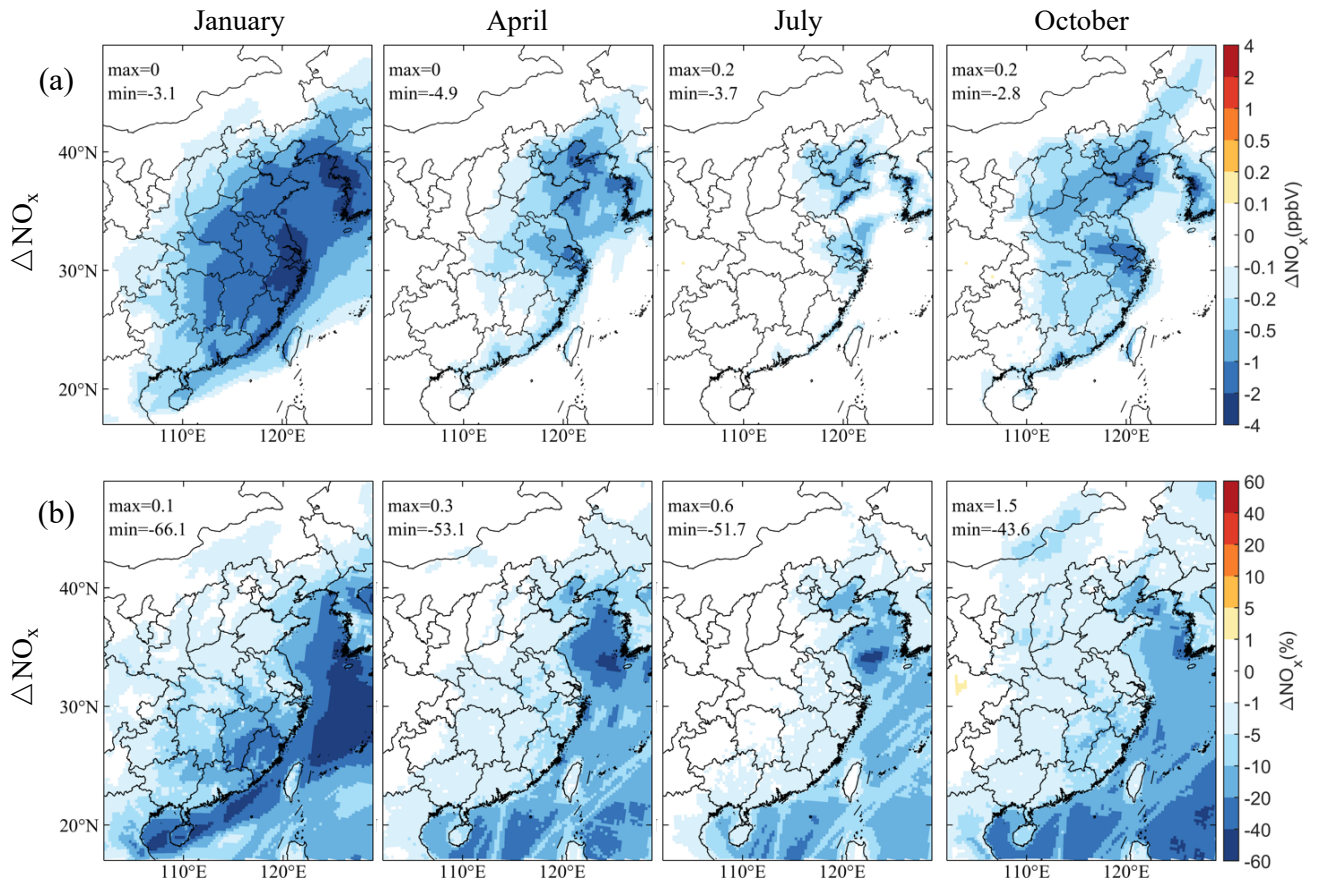 January April July October
(a)
△NOx
max=0
min=-3.1
max=0
min=-4.9
max=0.2
min=-3.7
max=0.2
min=-2.8
40°N
30°N
20°N
110°E 120°E
110°E 120°E
110°E 120°E
110°E 120°E
4
2
1
0.5
0.2
0.1
0
-0.1
-0.2
-0.5
-1
-2
-4
△NOx(ppbV)
(b)
△NOx
max=0.1
min=-66.1
max=0.3
min=-53.1
max=0.6
min=-51.7
max=1.5
min=-43.6
40°N
30°N
20°N
110°E 120°E
110°E 120°E
110°E 120°E
110°E 120°E
60
40
20
10
5
1
0
-1
-5
-10
-20
-40
-60
△NOx(%)